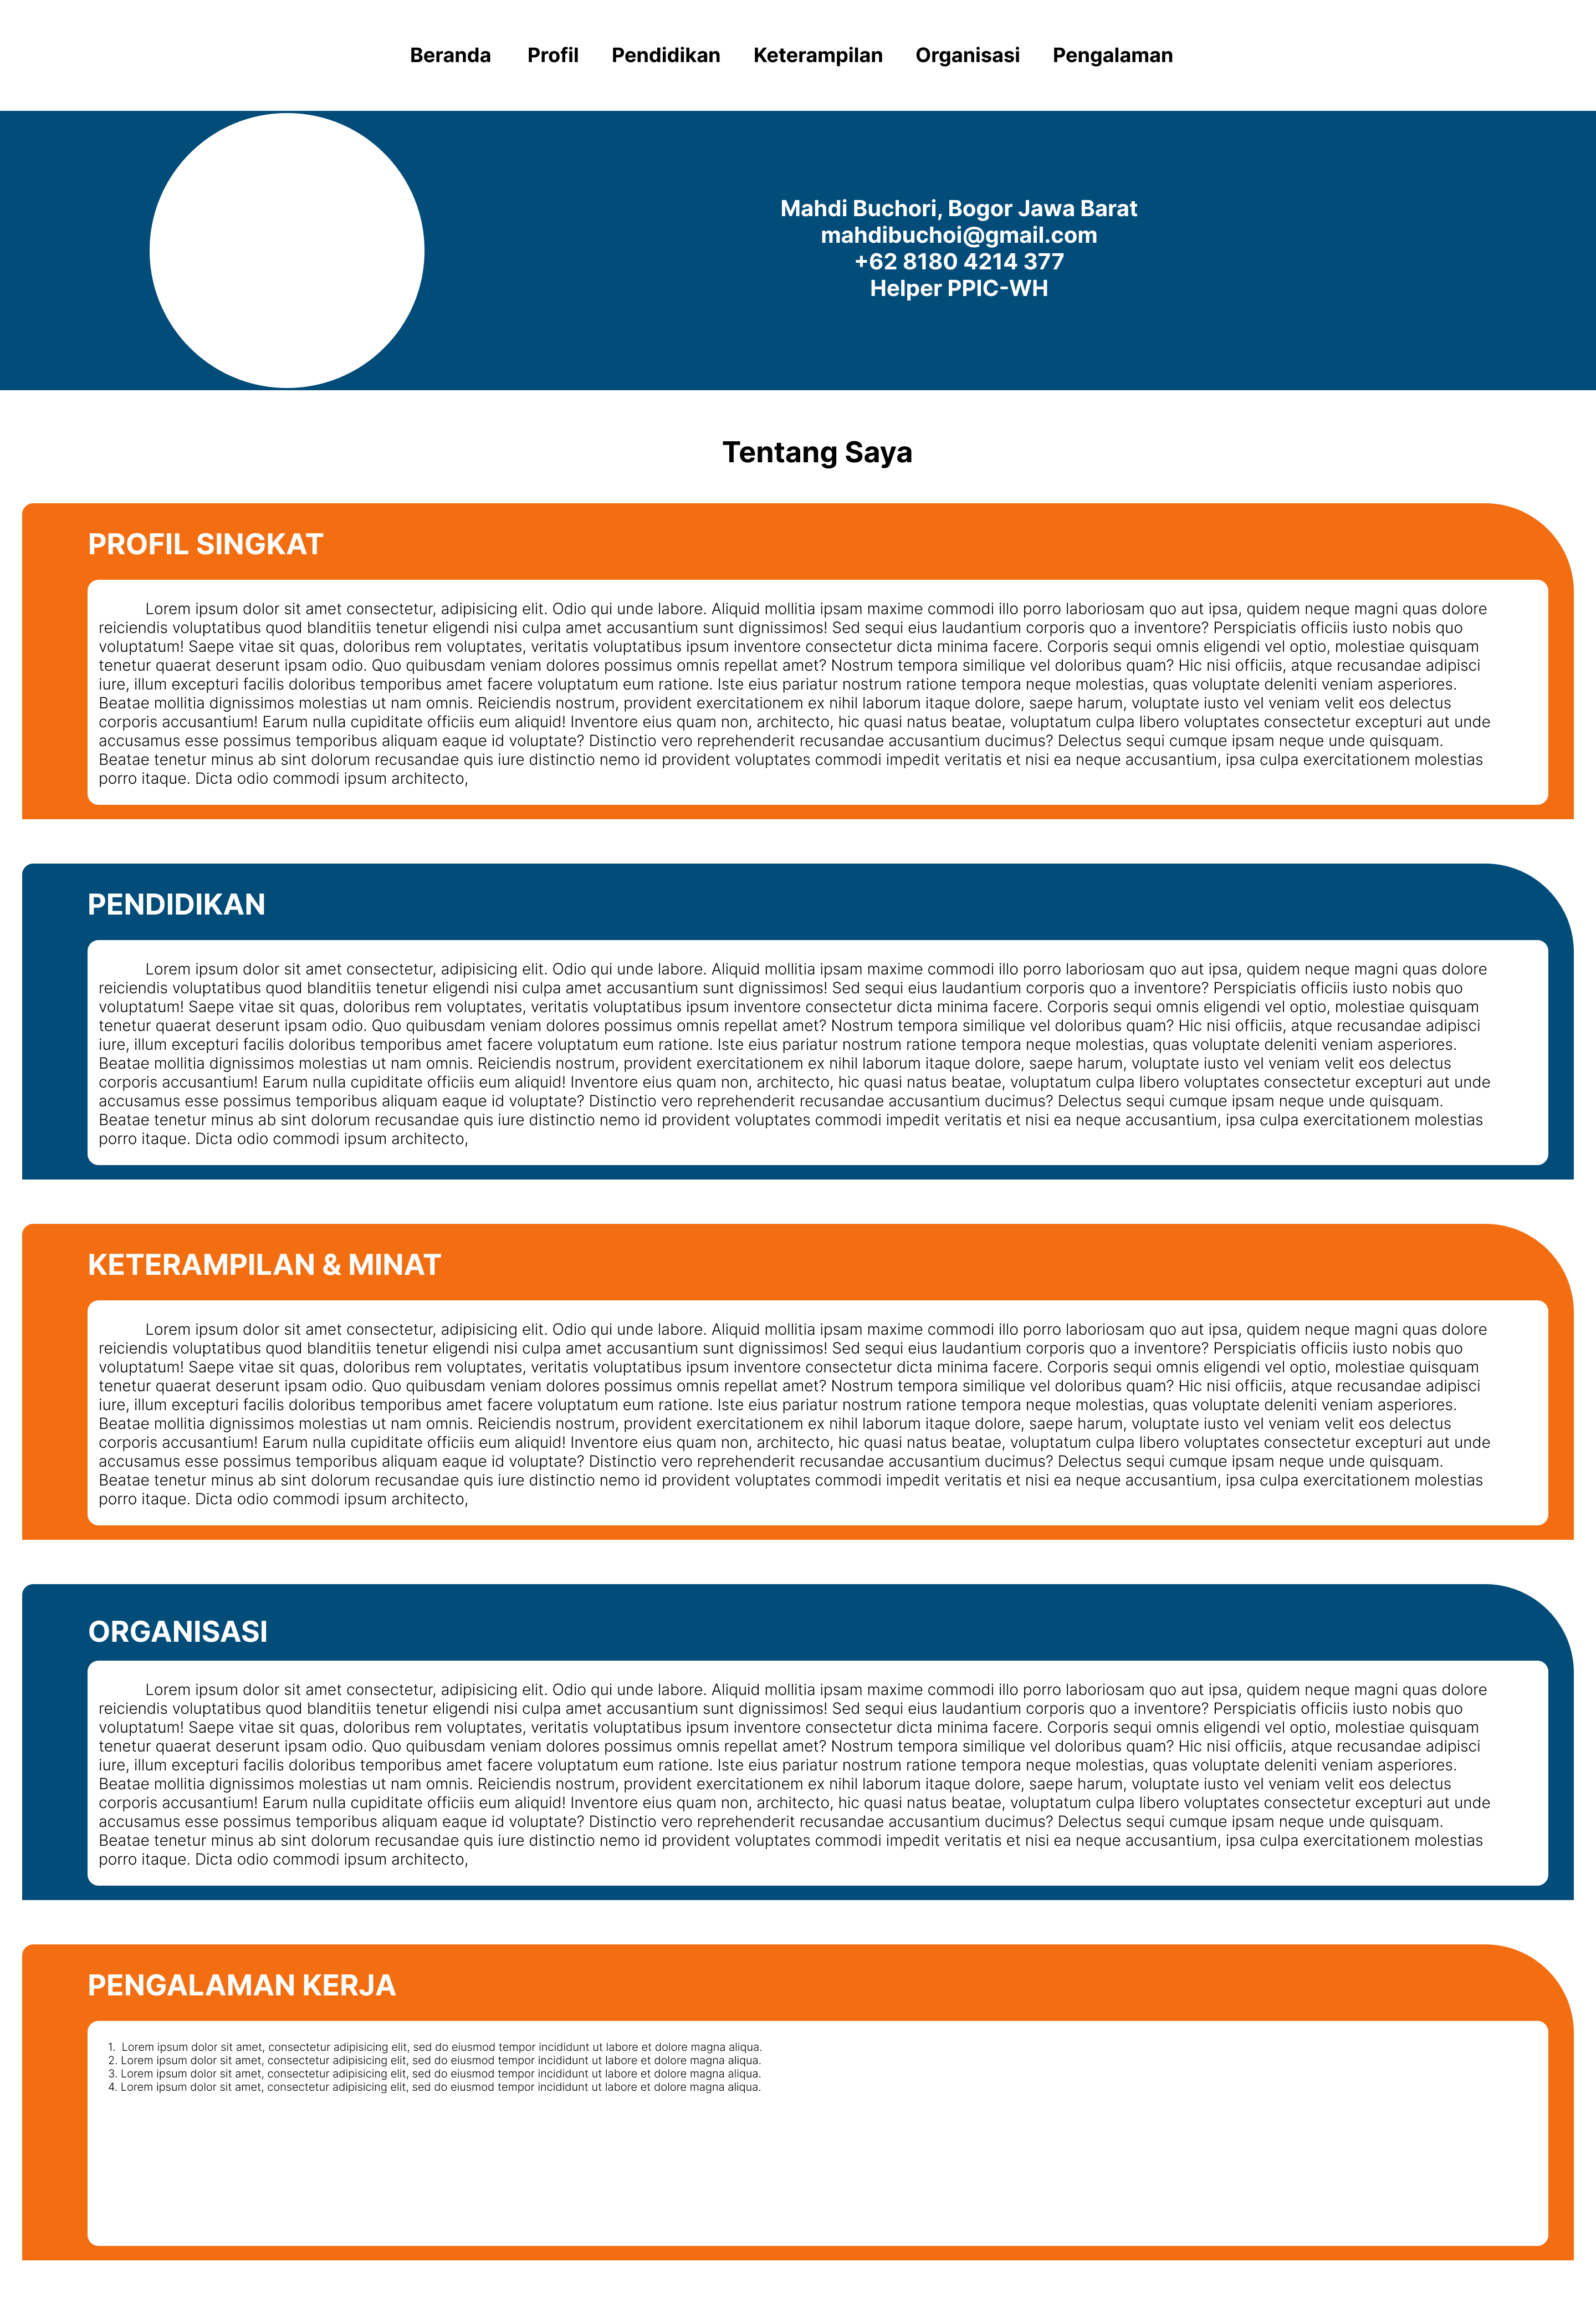 Beranda Profil Pendidikan Keterampilan Organisasi Pengalaman
Mahdi Buchori, Bogor Jawa Barat
mahdibuchoi@gmail.com
+62 8180 4214 377
Helper PPIC-WH
Tentang Saya
PROFIL SINGKAT
Lorem ipsum dolor sit amet consectetur, adipisicing elit. Odio qui unde labore. Aliquid mollitia ipsam maxime commodi illo porro laboriosam quo aut ipsa, quidem neque magni quas dolore
reiciendis voluptatibus quod blanditiis tenetur eligendi nisi culpa amet accusantium sunt dignissimos! Sed sequi eius laudantium corporis quo a inventore? Perspiciatis officiis iusto nobis quo
voluptatum! Saepe vitae sit quas, doloribus rem voluptates, veritatis voluptatibus ipsum inventore consectetur dicta minima facere. Corporis sequi omnis eligendi vel optio, molestiae quisquam
tenetur quaerat deserunt ipsam odio. Quo quibusdam veniam dolores possimus omnis repellat amet? Nostrum tempora similique vel doloribus quam? Hic nisi officiis, atque recusandae adipisci
iure, illum excepturi facilis doloribus temporibus amet facere voluptatum eum ratione. Iste eius pariatur nostrum ratione tempora neque molestias, quas voluptate deleniti veniam asperiores.
Beatae mollitia dignissimos molestias ut nam omnis. Reiciendis nostrum, provident exercitationem ex nihil laborum itaque dolore, saepe harum, voluptate iusto vel veniam velit eos delectus
corporis accusantium! Earum nulla cupiditate officiis eum aliquid! Inventore eius quam non, architecto, hic quasi natus beatae, voluptatum culpa libero voluptates consectetur excepturi aut unde
accusamus esse possimus temporibus aliquam eaque id voluptate? Distinctio vero reprehenderit recusandae accusantium ducimus? Delectus sequi cumque ipsam neque unde quisquam.
Beatae tenetur minus ab sint dolorum recusandae quis iure distinctio nemo id provident voluptates commodi impedit veritatis et nisi ea neque accusantium, ipsa culpa exercitationem molestias
porro itaque. Dicta odio commodi ipsum architecto,
PENDIDIKAN
Lorem ipsum dolor sit amet consectetur, adipisicing elit. Odio qui unde labore. Aliquid mollitia ipsam maxime commodi illo porro laboriosam quo aut ipsa, quidem neque magni quas dolore
reiciendis voluptatibus quod blanditiis tenetur eligendi nisi culpa amet accusantium sunt dignissimos! Sed sequi eius laudantium corporis quo a inventore? Perspiciatis officiis iusto nobis quo
voluptatum! Saepe vitae sit quas, doloribus rem voluptates, veritatis voluptatibus ipsum inventore consectetur dicta minima facere. Corporis sequi omnis eligendi vel optio, molestiae quisquam
tenetur quaerat deserunt ipsam odio. Quo quibusdam veniam dolores possimus omnis repellat amet? Nostrum tempora similique vel doloribus quam? Hic nisi officiis, atque recusandae adipisci
iure, illum excepturi facilis doloribus temporibus amet facere voluptatum eum ratione. Iste eius pariatur nostrum ratione tempora neque molestias, quas voluptate deleniti veniam asperiores.
Beatae mollitia dignissimos molestias ut nam omnis. Reiciendis nostrum, provident exercitationem ex nihil laborum itaque dolore, saepe harum, voluptate iusto vel veniam velit eos delectus
corporis accusantium! Earum nulla cupiditate officiis eum aliquid! Inventore eius quam non, architecto, hic quasi natus beatae, voluptatum culpa libero voluptates consectetur excepturi aut unde
accusamus esse possimus temporibus aliquam eaque id voluptate? Distinctio vero reprehenderit recusandae accusantium ducimus? Delectus sequi cumque ipsam neque unde quisquam.
Beatae tenetur minus ab sint dolorum recusandae quis iure distinctio nemo id provident voluptates commodi impedit veritatis et nisi ea neque accusantium, ipsa culpa exercitationem molestias
porro itaque. Dicta odio commodi ipsum architecto,
KETERAMPILAN & MINAT
Lorem ipsum dolor sit amet consectetur, adipisicing elit. Odio qui unde labore. Aliquid mollitia ipsam maxime commodi illo porro laboriosam quo aut ipsa, quidem neque magni quas dolore
reiciendis voluptatibus quod blanditiis tenetur eligendi nisi culpa amet accusantium sunt dignissimos! Sed sequi eius laudantium corporis quo a inventore? Perspiciatis officiis iusto nobis quo
voluptatum! Saepe vitae sit quas, doloribus rem voluptates, veritatis voluptatibus ipsum inventore consectetur dicta minima facere. Corporis sequi omnis eligendi vel optio, molestiae quisquam
tenetur quaerat deserunt ipsam odio. Quo quibusdam veniam dolores possimus omnis repellat amet? Nostrum tempora similique vel doloribus quam? Hic nisi officiis, atque recusandae adipisci
iure, illum excepturi facilis doloribus temporibus amet facere voluptatum eum ratione. Iste eius pariatur nostrum ratione tempora neque molestias, quas voluptate deleniti veniam asperiores.
Beatae mollitia dignissimos molestias ut nam omnis. Reiciendis nostrum, provident exercitationem ex nihil laborum itaque dolore, saepe harum, voluptate iusto vel veniam velit eos delectus
corporis accusantium! Earum nulla cupiditate officiis eum aliquid! Inventore eius quam non, architecto, hic quasi natus beatae, voluptatum culpa libero voluptates consectetur excepturi aut unde
accusamus esse possimus temporibus aliquam eaque id voluptate? Distinctio vero reprehenderit recusandae accusantium ducimus? Delectus sequi cumque ipsam neque unde quisquam.
Beatae tenetur minus ab sint dolorum recusandae quis iure distinctio nemo id provident voluptates commodi impedit veritatis et nisi ea neque accusantium, ipsa culpa exercitationem molestias
porro itaque. Dicta odio commodi ipsum architecto,
ORGANISASI
Lorem ipsum dolor sit amet consectetur, adipisicing elit. Odio qui unde labore. Aliquid mollitia ipsam maxime commodi illo porro laboriosam quo aut ipsa, quidem neque magni quas dolore
reiciendis voluptatibus quod blanditiis tenetur eligendi nisi culpa amet accusantium sunt dignissimos! Sed sequi eius laudantium corporis quo a inventore? Perspiciatis officiis iusto nobis quo
voluptatum! Saepe vitae sit quas, doloribus rem voluptates, veritatis voluptatibus ipsum inventore consectetur dicta minima facere. Corporis sequi omnis eligendi vel optio, molestiae quisquam
tenetur quaerat deserunt ipsam odio. Quo quibusdam veniam dolores possimus omnis repellat amet? Nostrum tempora similique vel doloribus quam? Hic nisi officiis, atque recusandae adipisci
iure, illum excepturi facilis doloribus temporibus amet facere voluptatum eum ratione. Iste eius pariatur nostrum ratione tempora neque molestias, quas voluptate deleniti veniam asperiores.
Beatae mollitia dignissimos molestias ut nam omnis. Reiciendis nostrum, provident exercitationem ex nihil laborum itaque dolore, saepe harum, voluptate iusto vel veniam velit eos delectus
corporis accusantium! Earum nulla cupiditate officiis eum aliquid! Inventore eius quam non, architecto, hic quasi natus beatae, voluptatum culpa libero voluptates consectetur excepturi aut unde
accusamus esse possimus temporibus aliquam eaque id voluptate? Distinctio vero reprehenderit recusandae accusantium ducimus? Delectus sequi cumque ipsam neque unde quisquam.
Beatae tenetur minus ab sint dolorum recusandae quis iure distinctio nemo id provident voluptates commodi impedit veritatis et nisi ea neque accusantium, ipsa culpa exercitationem molestias
porro itaque. Dicta odio commodi ipsum architecto,
PENGALAMAN KERJA
1. Lorem ipsum dolor sit amet, consectetur adipisicing elit, sed do eiusmod tempor incididunt ut labore et dolore magna aliqua.
2. Lorem ipsum dolor sit amet, consectetur adipisicing elit, sed do eiusmod tempor incididunt ut labore et dolore magna aliqua.
3. Lorem ipsum dolor sit amet, consectetur adipisicing elit, sed do eiusmod tempor incididunt ut labore et dolore magna aliqua.
4. Lorem ipsum dolor sit amet, consectetur adipisicing elit, sed do eiusmod tempor incididunt ut labore et dolore magna aliqua.